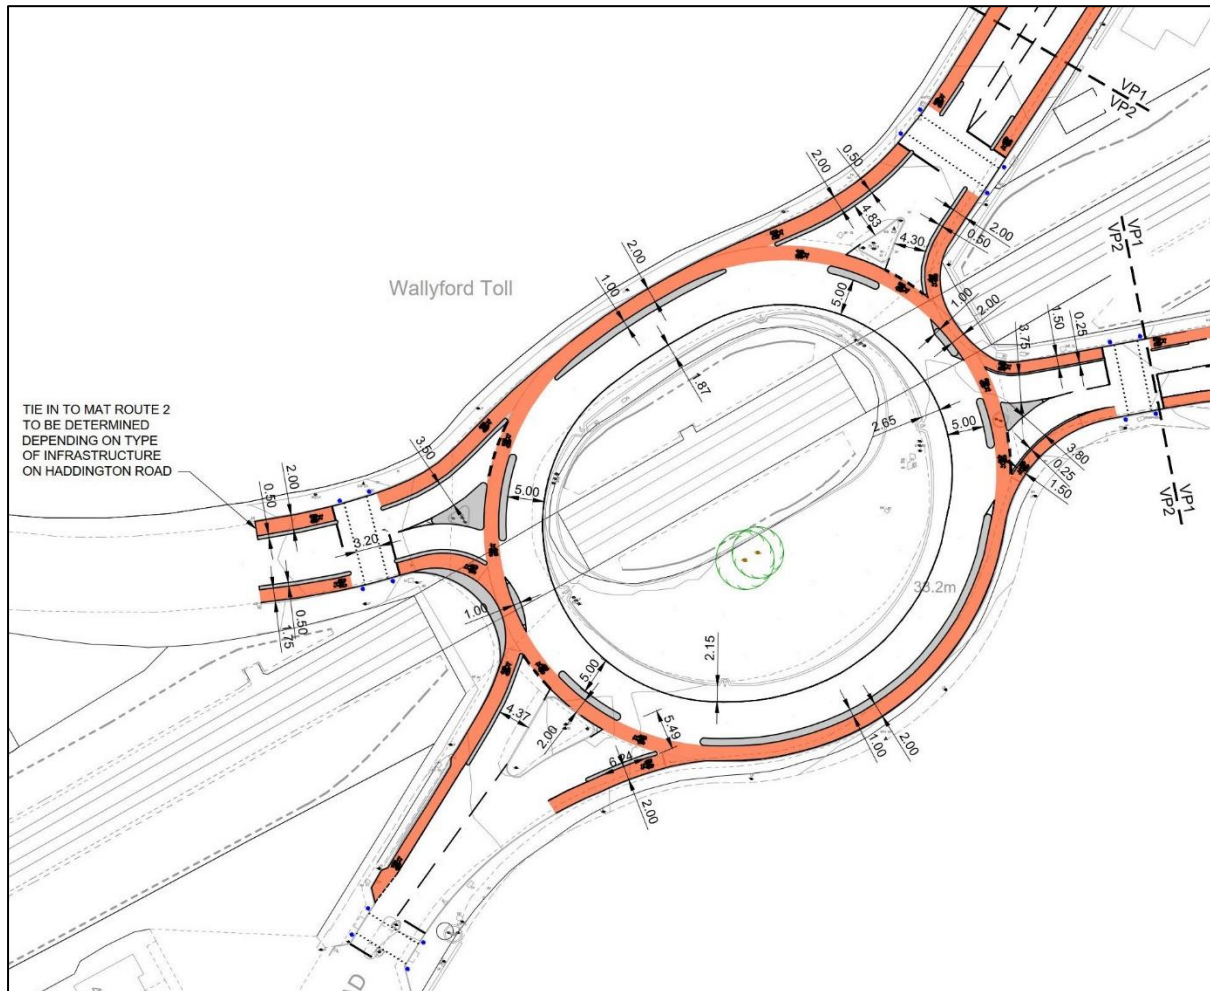 VP1
VP2
2.00
0.50
4.83
4.30
0.50
2.00
Wallyford Toll
2.00
1.00
1.87
5.00
1.00
2.00
1.50
0.25
3.75
VP1
VP2
TIE IN TO MAT ROUTE 2
TO BE DETERMINED
DEPENDING ON TYPE
OF INFRASTRUCTURE
ON HADDINGTON ROAD
3.50
2.65
5.00
3.80
0.25
1.50
VP1
VP2
2.00
0.50
3.20
5.00
0.50
1.75
1.00
33.2m
2.15
5.00
4.37
2.00
5.49
6.24
2.00
1.00
2.00